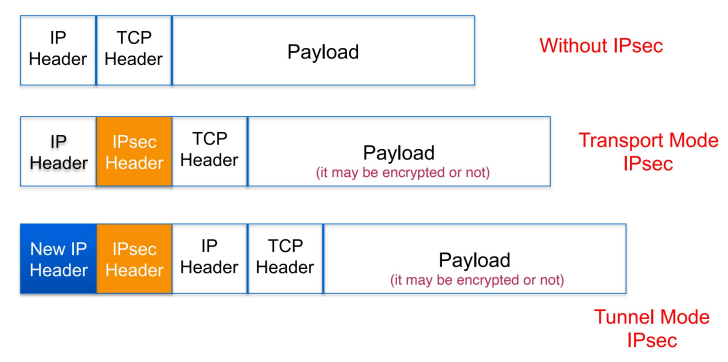 IP
Header
TCP
Header
Payload
Without IPsec
IP
Header
IPsec
Header
TCP
Header
Payload
(it may be encrypted or not)
Transport Mode
IPsec
New IP
Header
IPsec
Header
IP
Header
TCP
Header
Payload
(it may be encrypted or not)
Tunnel Mode
IPsec